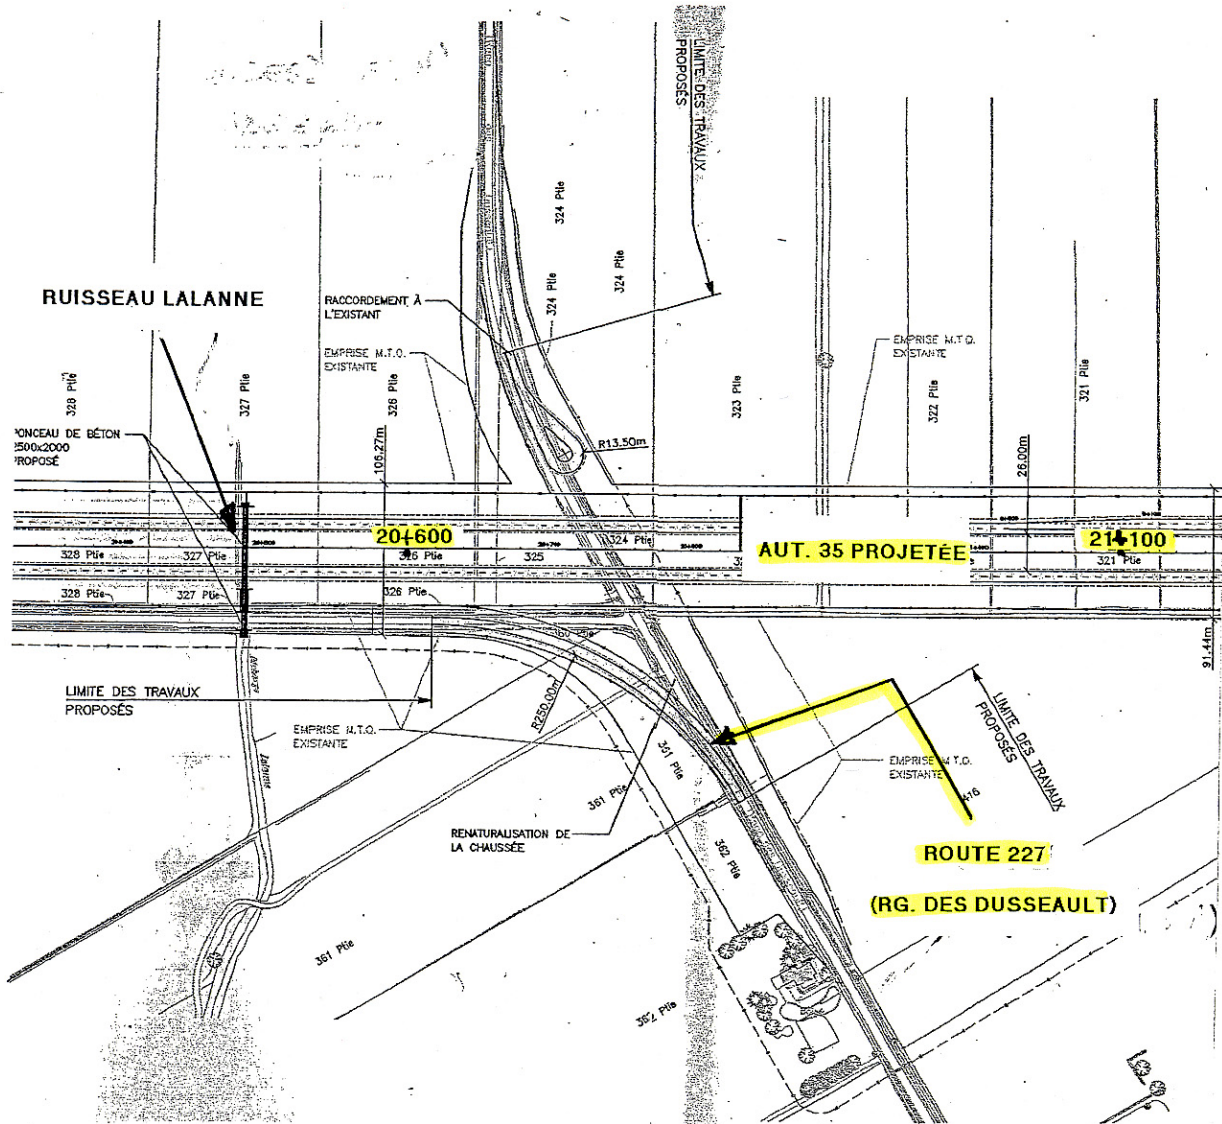 LIMITE DES TRAVAUX
PROPOSÉS
324 Ptie
324 Ptie
324 Ptie
RUISSEAU LALANNE
RACCORDEMENT À
L'EXISTANT
EMPRISE M.T.Q.
EXISTANTE
EMPRISE M.T.Q.
EXISTANTE
328 Ptie
327 Ptie
326 Ptie
323 Ptie
322 Ptie
321 Ptie
PONCEAU DE BÉTON
2500x2000
PROPOSÉ
106.27m
R13.50m
26.00m
20+600
AUT. 35 PROJETÉE
21+100
328 Ptie
327 Ptie
326 Ptie
325
324 Ptie
321 Ptie
328 Ptie
327 Ptie
326 Ptie
91.44m
LIMITE DES TRAVAUX
PROPOSÉS
R250.00m
EMPRISE M.T.Q.
EXISTANTE
361 Ptie
361 Ptie
LIMITE DES TRAVAUX
PROPOSÉS
EMPRISE M.T.Q.
EXISTANTE
416
Lalanne
RENATURALISATION DE
LA CHAUSSÉE
362 Ptie
ROUTE 227
(RG. DES DUSSEAULT)
361 Ptie
362 Ptie